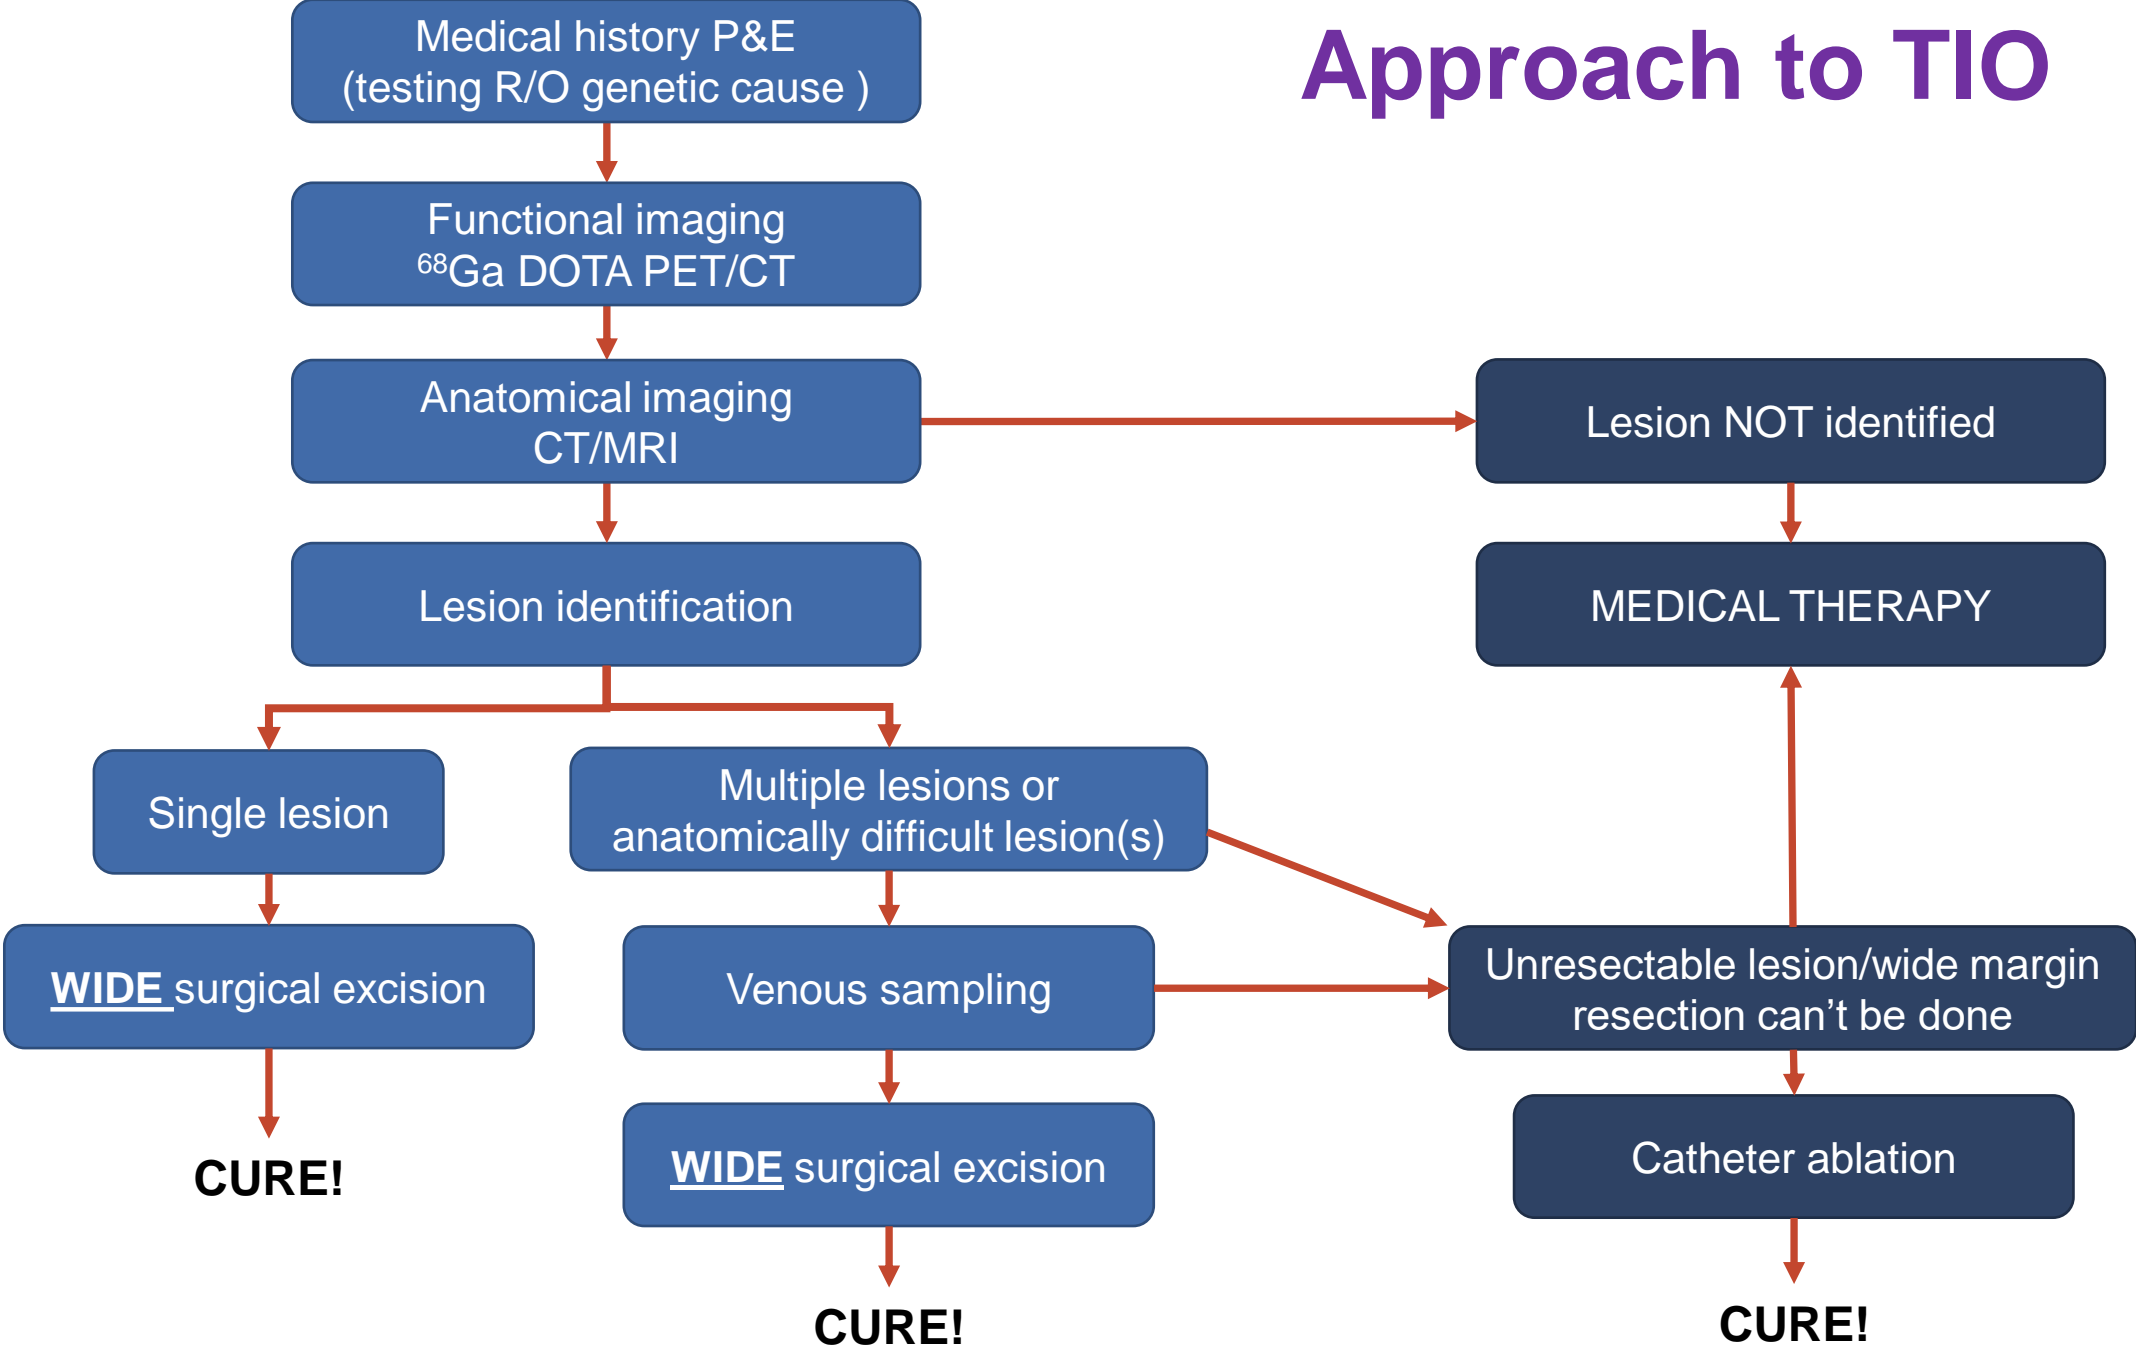 Approach to TIO
Medical history P&E
(testing R/O genetic cause )
Functional imaging
⁶⁸Ga DOTA PET/CT
Anatomical imaging
CT/MRI
Lesion NOT identified
Lesion identification
MEDICAL THERAPY
Single lesion
Multiple lesions or
anatomically difficult lesion(s)
WIDE surgical excision
Venous sampling
Unresectable lesion/wide margin
resection can’t be done
WIDE surgical excision
Catheter ablation
CURE!
CURE!
CURE!